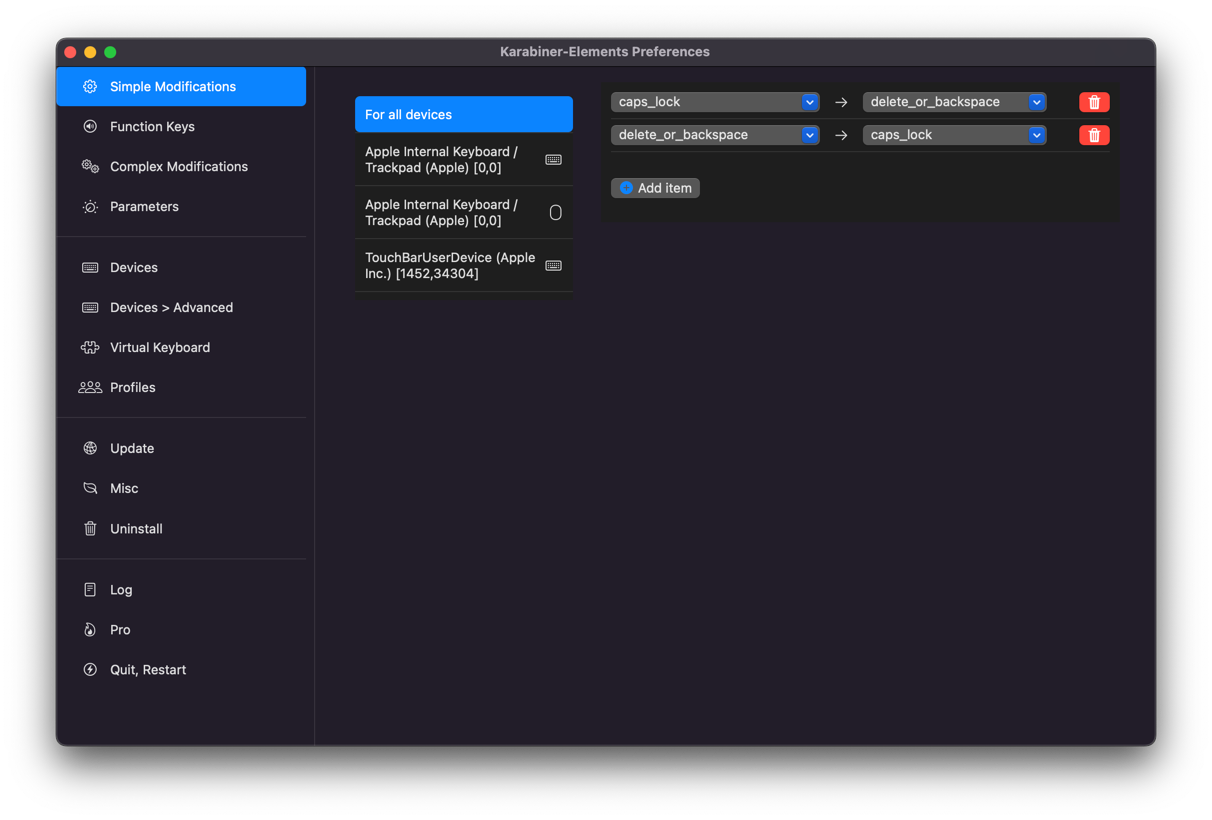 Karabiner-Elements Preferences
Simple Modifications
Function Keys
Complex Modifications
Parameters
Devices
Devices > Advanced
Virtual Keyboard
Profiles
Update
Misc
Uninstall
Log
Pro
Quit, Restart
For all devices
Apple Internal Keyboard /
Trackpad (Apple) [0,0]
Apple Internal Keyboard /
Trackpad (Apple) [0,0]
TouchBarUserDevice (Apple
Inc.) [1452,34304]
caps_lock → delete_or_backspace
delete_or_backspace → caps_lock
Add item